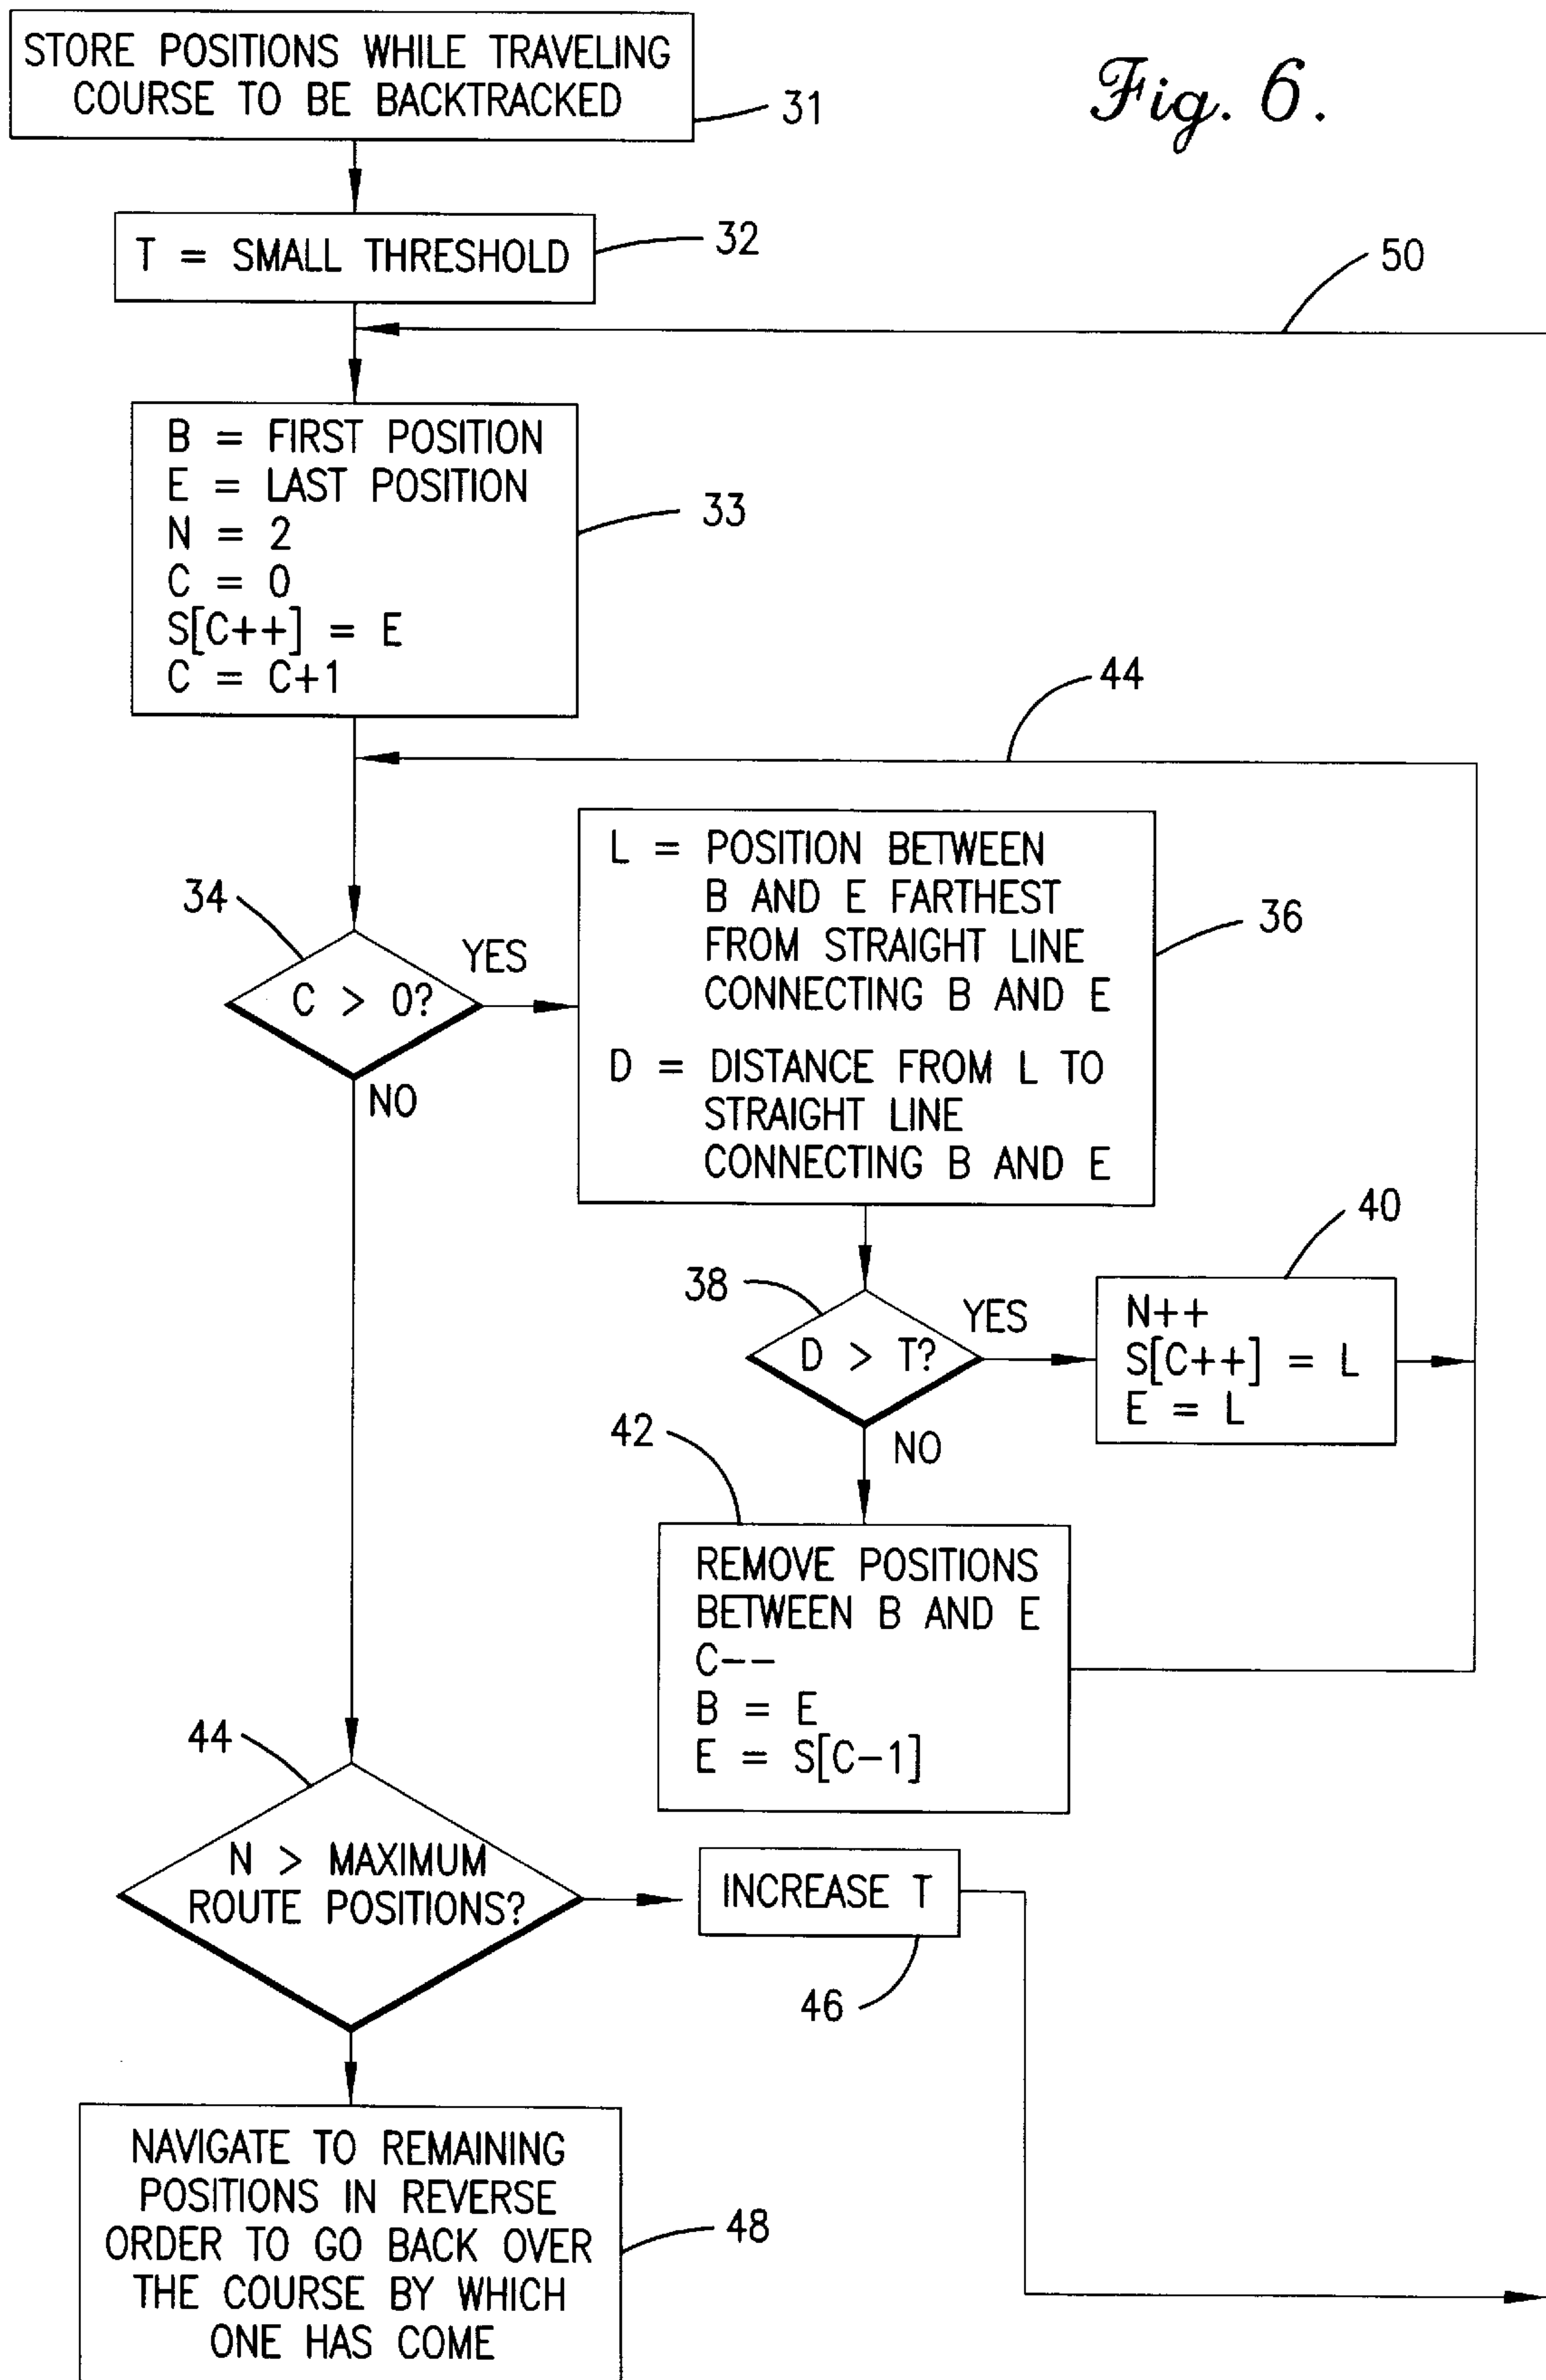 STORE POSITIONS WHILE TRAVELING
COURSE TO BE BACKTRACKED
31
Fig. 6.
T = SMALL THRESHOLD
32
50
B = FIRST POSITION
E = LAST POSITION
N = 2
C = 0
S[C++] = E
C = C+1
33
44
34
C > 0?
YES
NO
L = POSITION BETWEEN
B AND E FARTHEST
FROM STRAIGHT LINE
CONNECTING B AND E
D = DISTANCE FROM L TO
STRAIGHT LINE
CONNECTING B AND E
36
38
D > T?
YES
NO
40
N++
S[C++] = L
E = L
42
REMOVE POSITIONS
BETWEEN B AND E
C--
B = E
E = S[C-1]
44
N > MAXIMUM
ROUTE POSITIONS?
INCREASE T
46
NAVIGATE TO REMAINING
POSITIONS IN REVERSE
ORDER TO GO BACK OVER
THE COURSE BY WHICH
ONE HAS COME
48